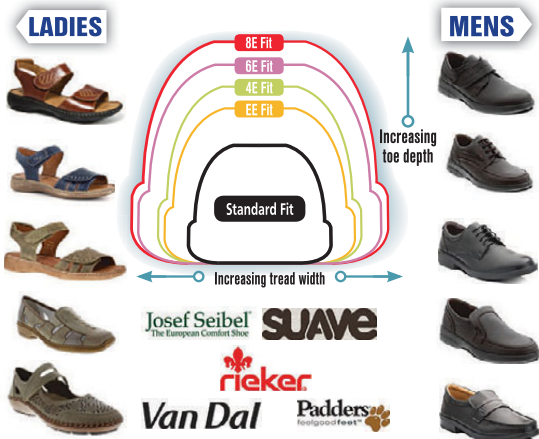 LADIES
MENS
8E Fit
6E Fit
4E Fit
EE Fit
Standard Fit
Increasing
toe depth
Increasing tread width
Josef Seibel®
The European Comfort Shoe
SUAVE
rieker
Van Dal
Padders
feelgoodfeet™